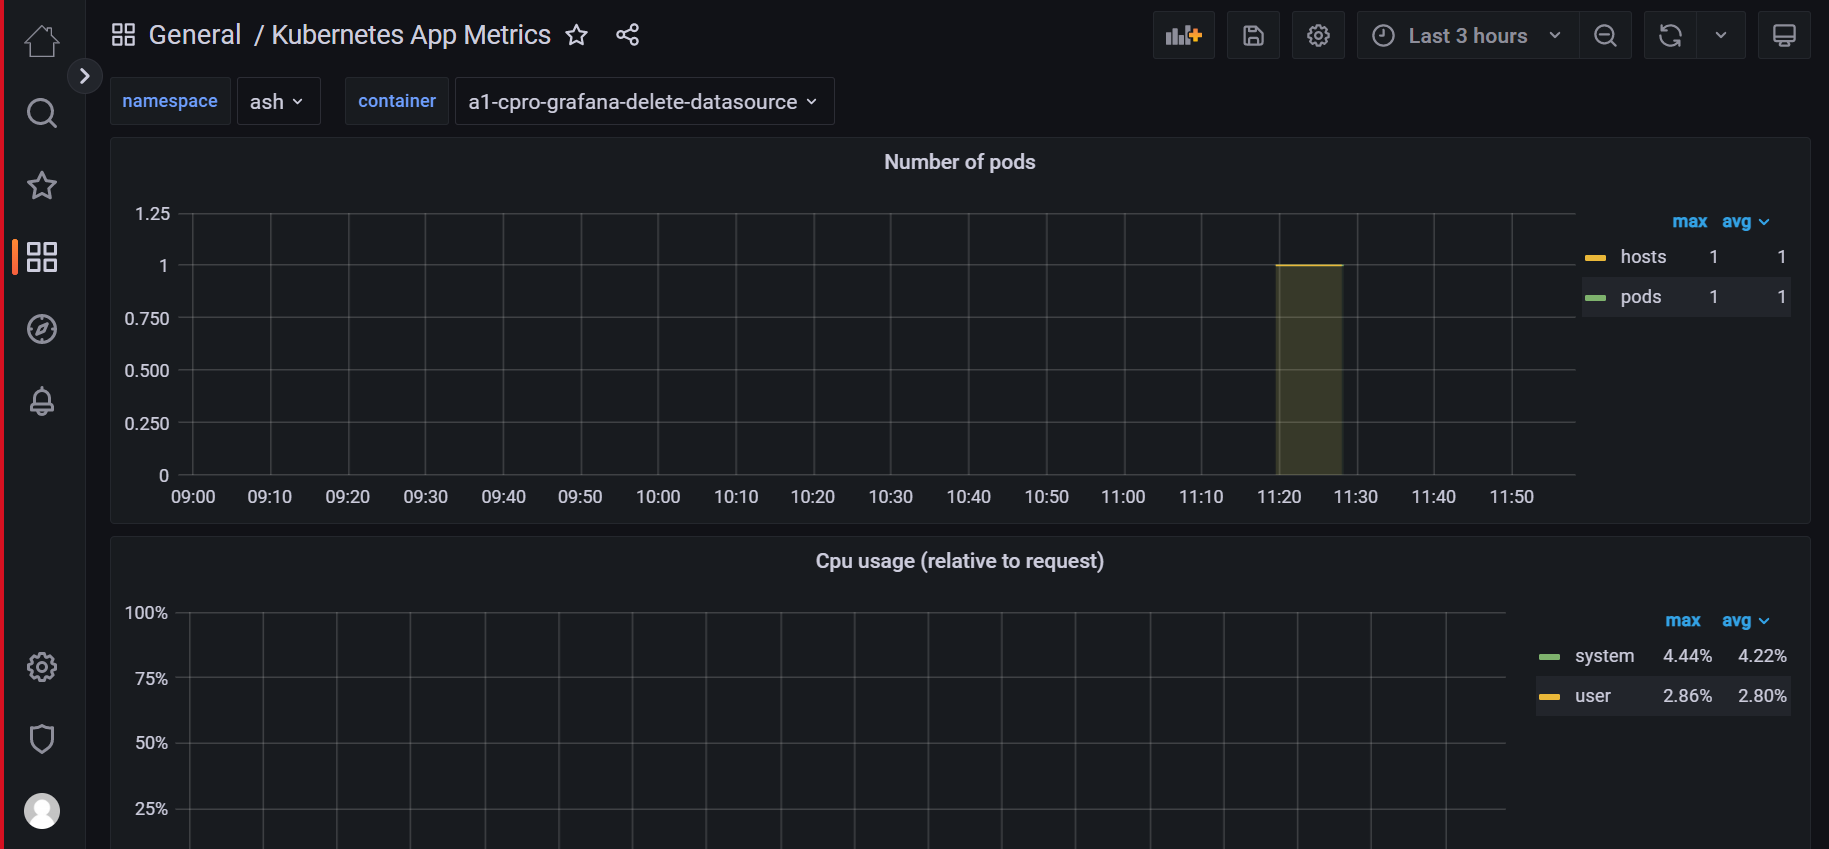 General / Kubernetes App Metrics
Last 3 hours
namespace ash container a1-cpro-grafana-delete-datasource
Number of pods
1.25
1
0.750
0.500
0.250
0
09:00 09:10 09:20 09:30 09:40 09:50 10:00 10:10 10:20 10:30 10:40 10:50 11:00 11:10 11:20 11:30 11:40 11:50
max avg
hosts 1 1
pods 1 1
Cpu usage (relative to request)
100%
75%
50%
25%
max avg
system 4.44% 4.22%
user 2.86% 2.80%